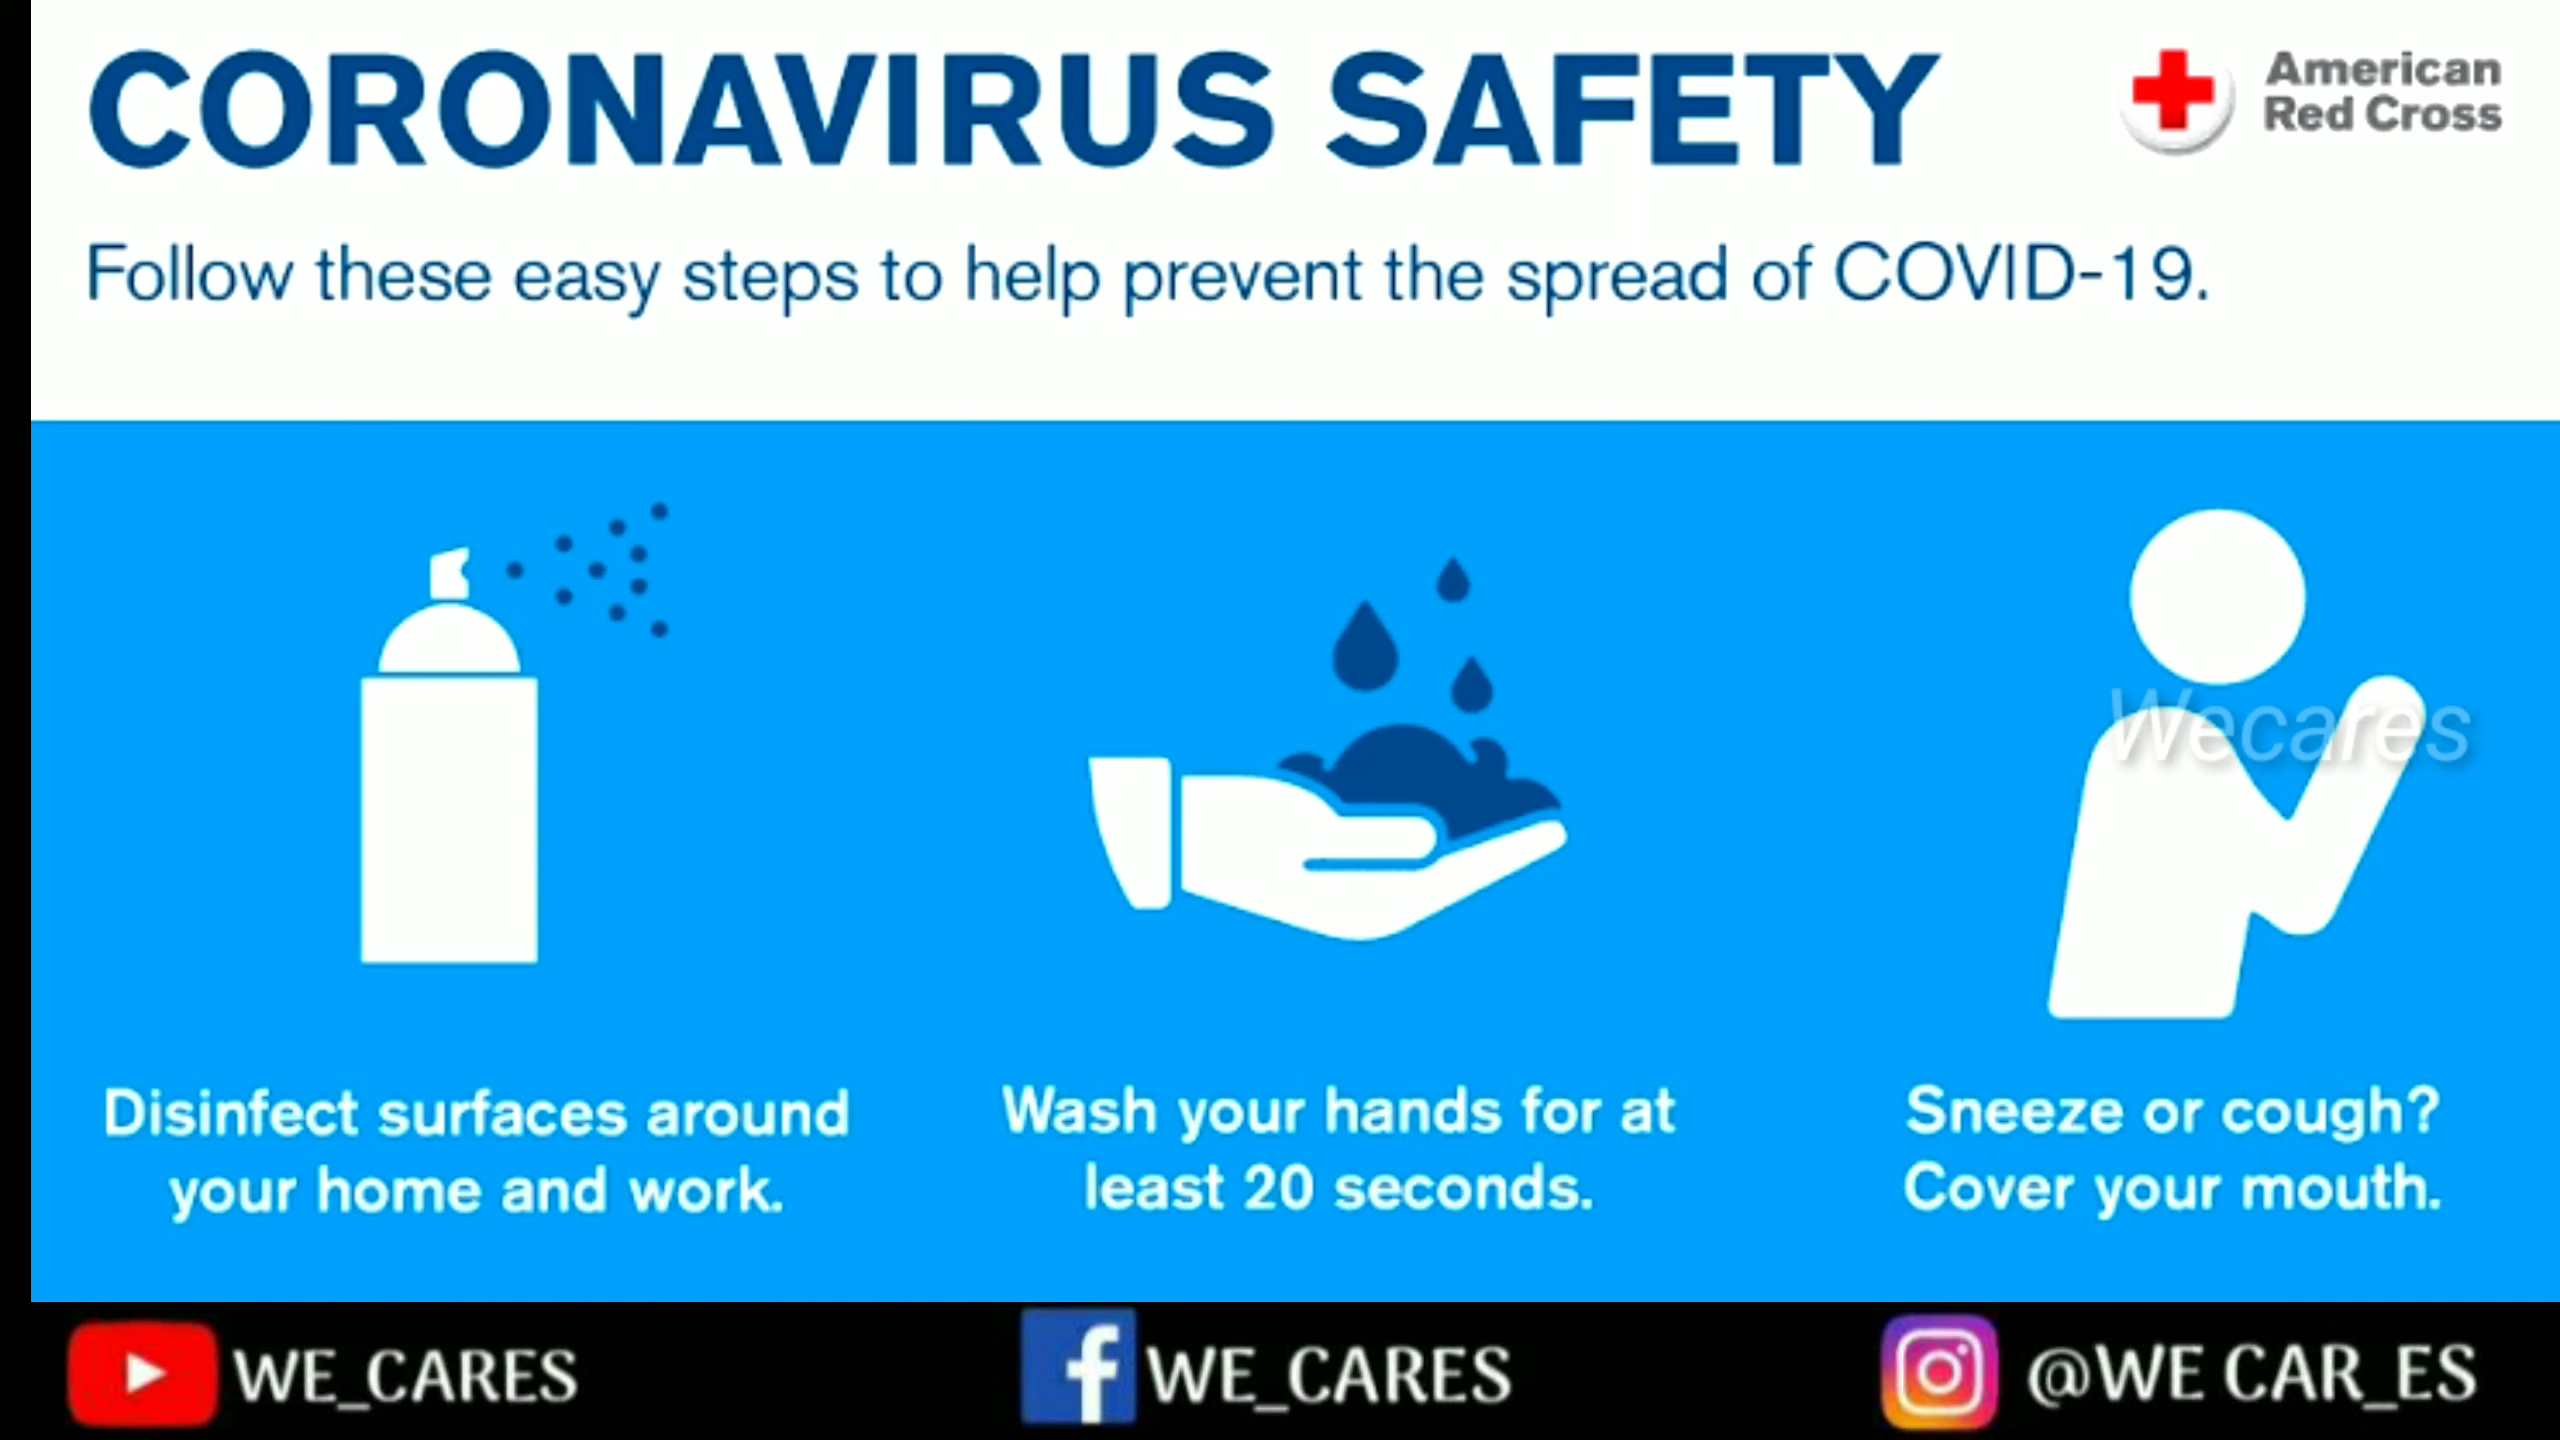 CORONAVIRUS SAFETY
American
Red Cross
Follow these easy steps to help prevent the spread of COVID-19.
Wecares
Disinfect surfaces around
your home and work.
Wash your hands for at
least 20 seconds.
Sneeze or cough?
Cover your mouth.
WE_CARES
WE_CARES
@WE CAR_ES